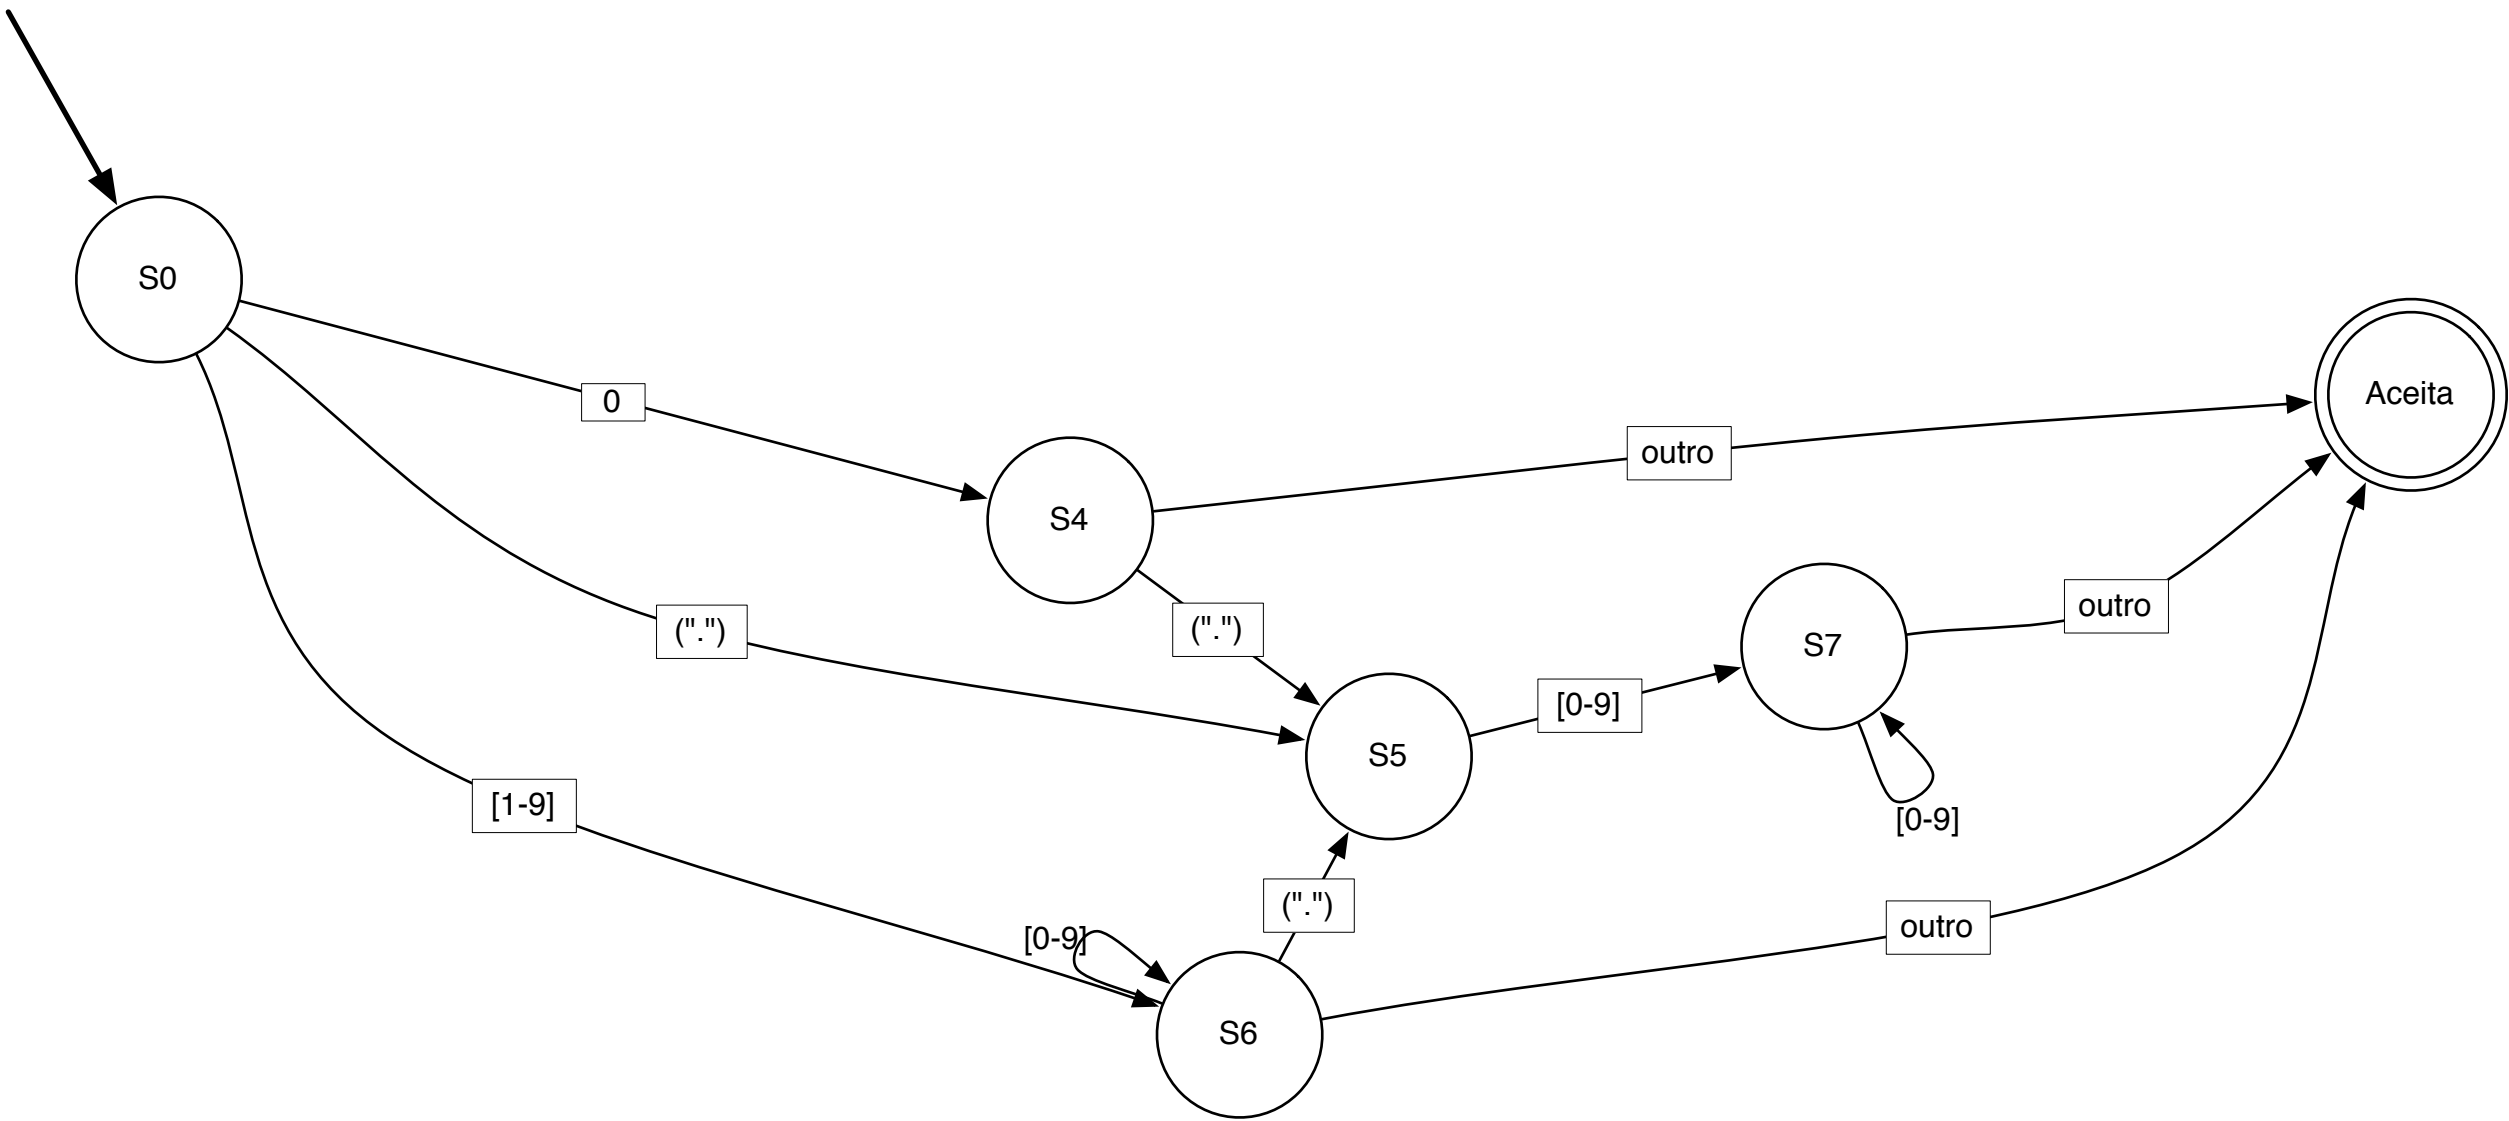 S0
0
Aceita
outro
S4
outro
(".")
(".")
S7
[0-9]
S5
[1-9]
[0-9]
(".")
outro
[0-9]
S6